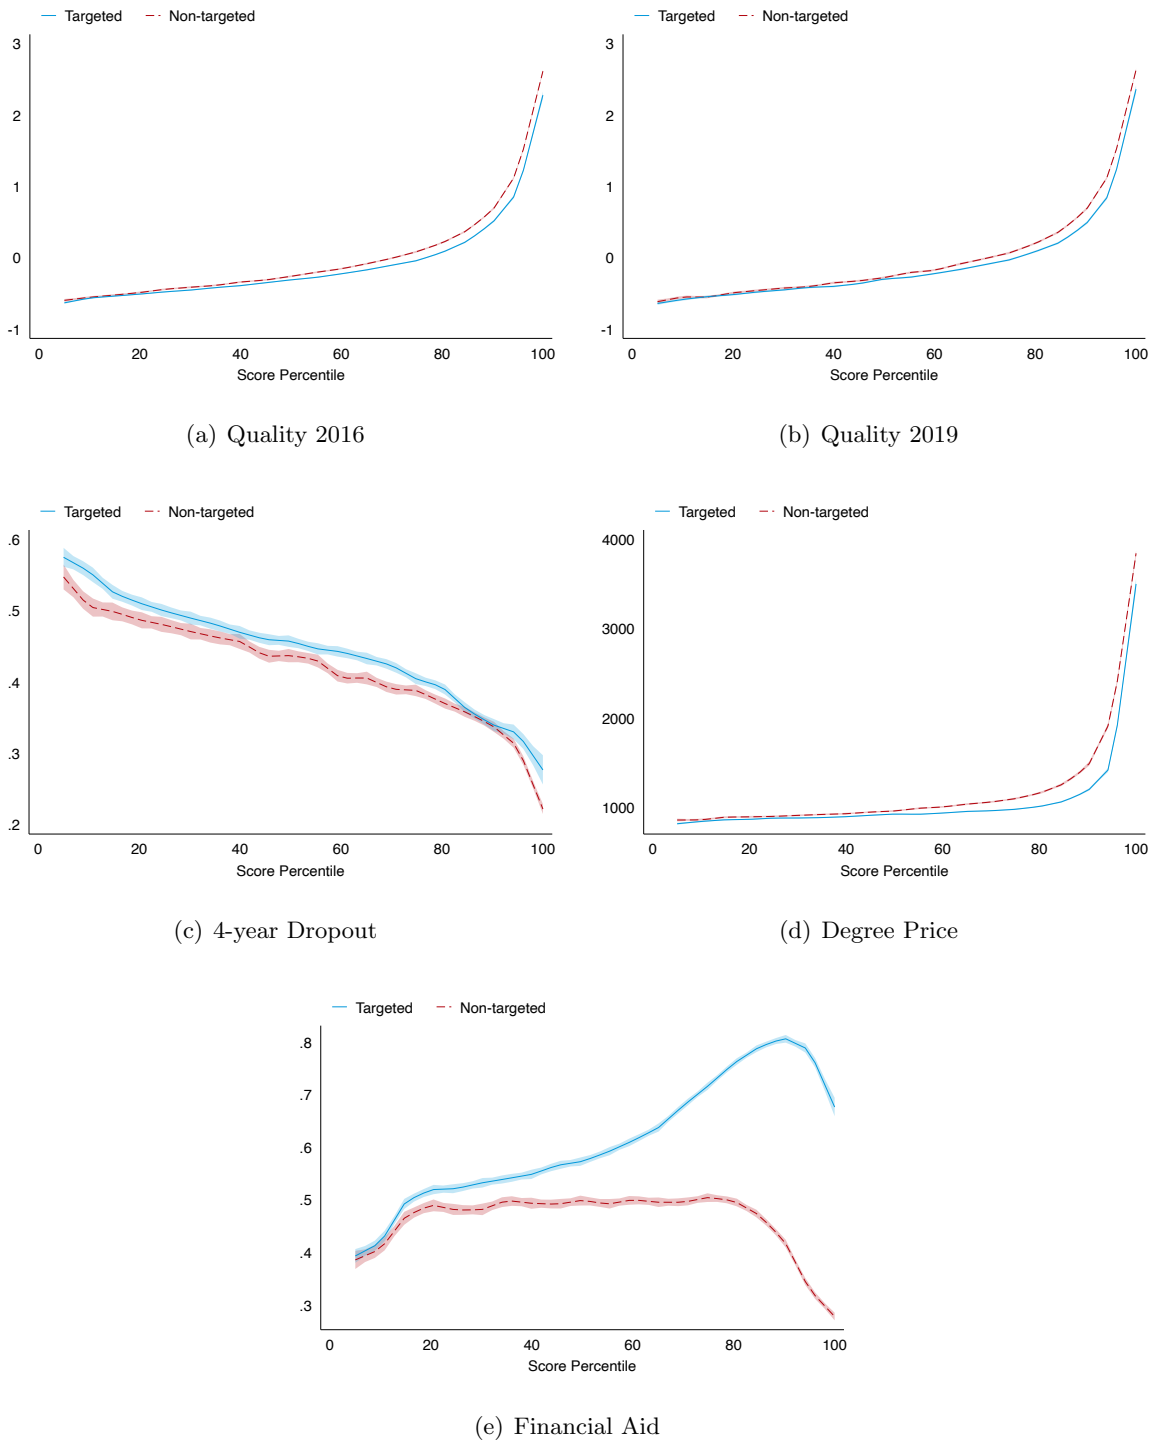 Targeted Non-targeted
3
2
1
0
-1
0 20 40 60 80 100
Score Percentile
(a) Quality 2016
Targeted Non-targeted
3
2
1
0
-1
0 20 40 60 80 100
Score Percentile
(b) Quality 2019
Targeted Non-targeted
.6
.5
.4
.3
.2
0 20 40 60 80 100
Score Percentile
(c) 4-year Dropout
Targeted Non-targeted
4000
3000
2000
1000
0 20 40 60 80 100
Score Percentile
(d) Degree Price
Targeted Non-targeted
.8
.7
.6
.5
.4
.3
0 20 40 60 80 100
Score Percentile
(e) Financial Aid